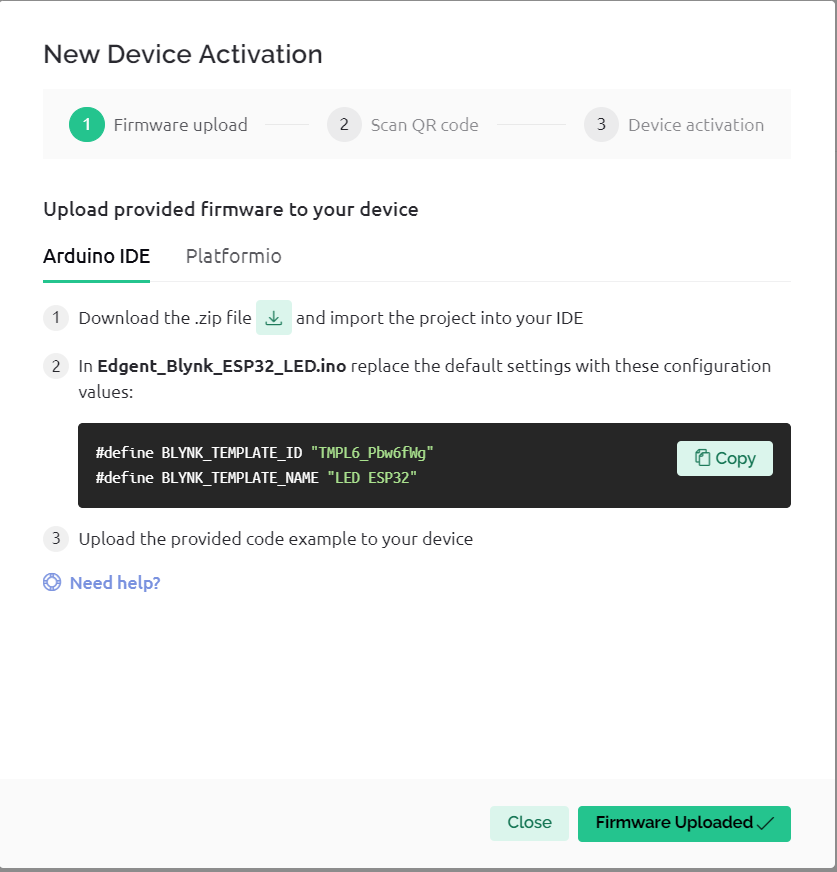 New Device Activation
1 Firmware upload 2 Scan QR code 3 Device activation
Upload provided firmware to your device
Arduino IDE Platformio
1 Download the .zip file and import the project into your IDE
2 In Edgent_Blynk_ESP32_LED.ino replace the default settings with these configuration
values:
#define BLYNK_TEMPLATE_ID "TMPL6_Pbw6fWg"
#define BLYNK_TEMPLATE_NAME "LED ESP32"
Copy
3 Upload the provided code example to your device
Need help?
Close Firmware Uploaded